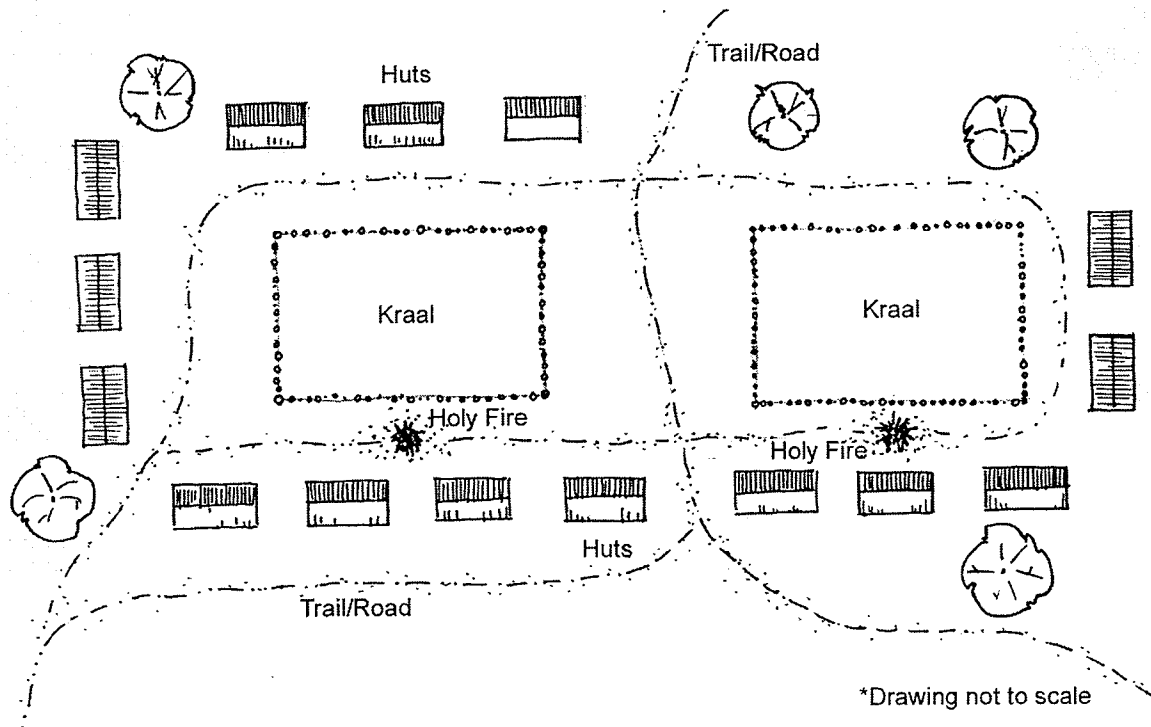 Trail/Road
Huts
Kraal
Kraal
Holy Fire
Holy Fire
Huts
Trail/Road
*Drawing not to scale